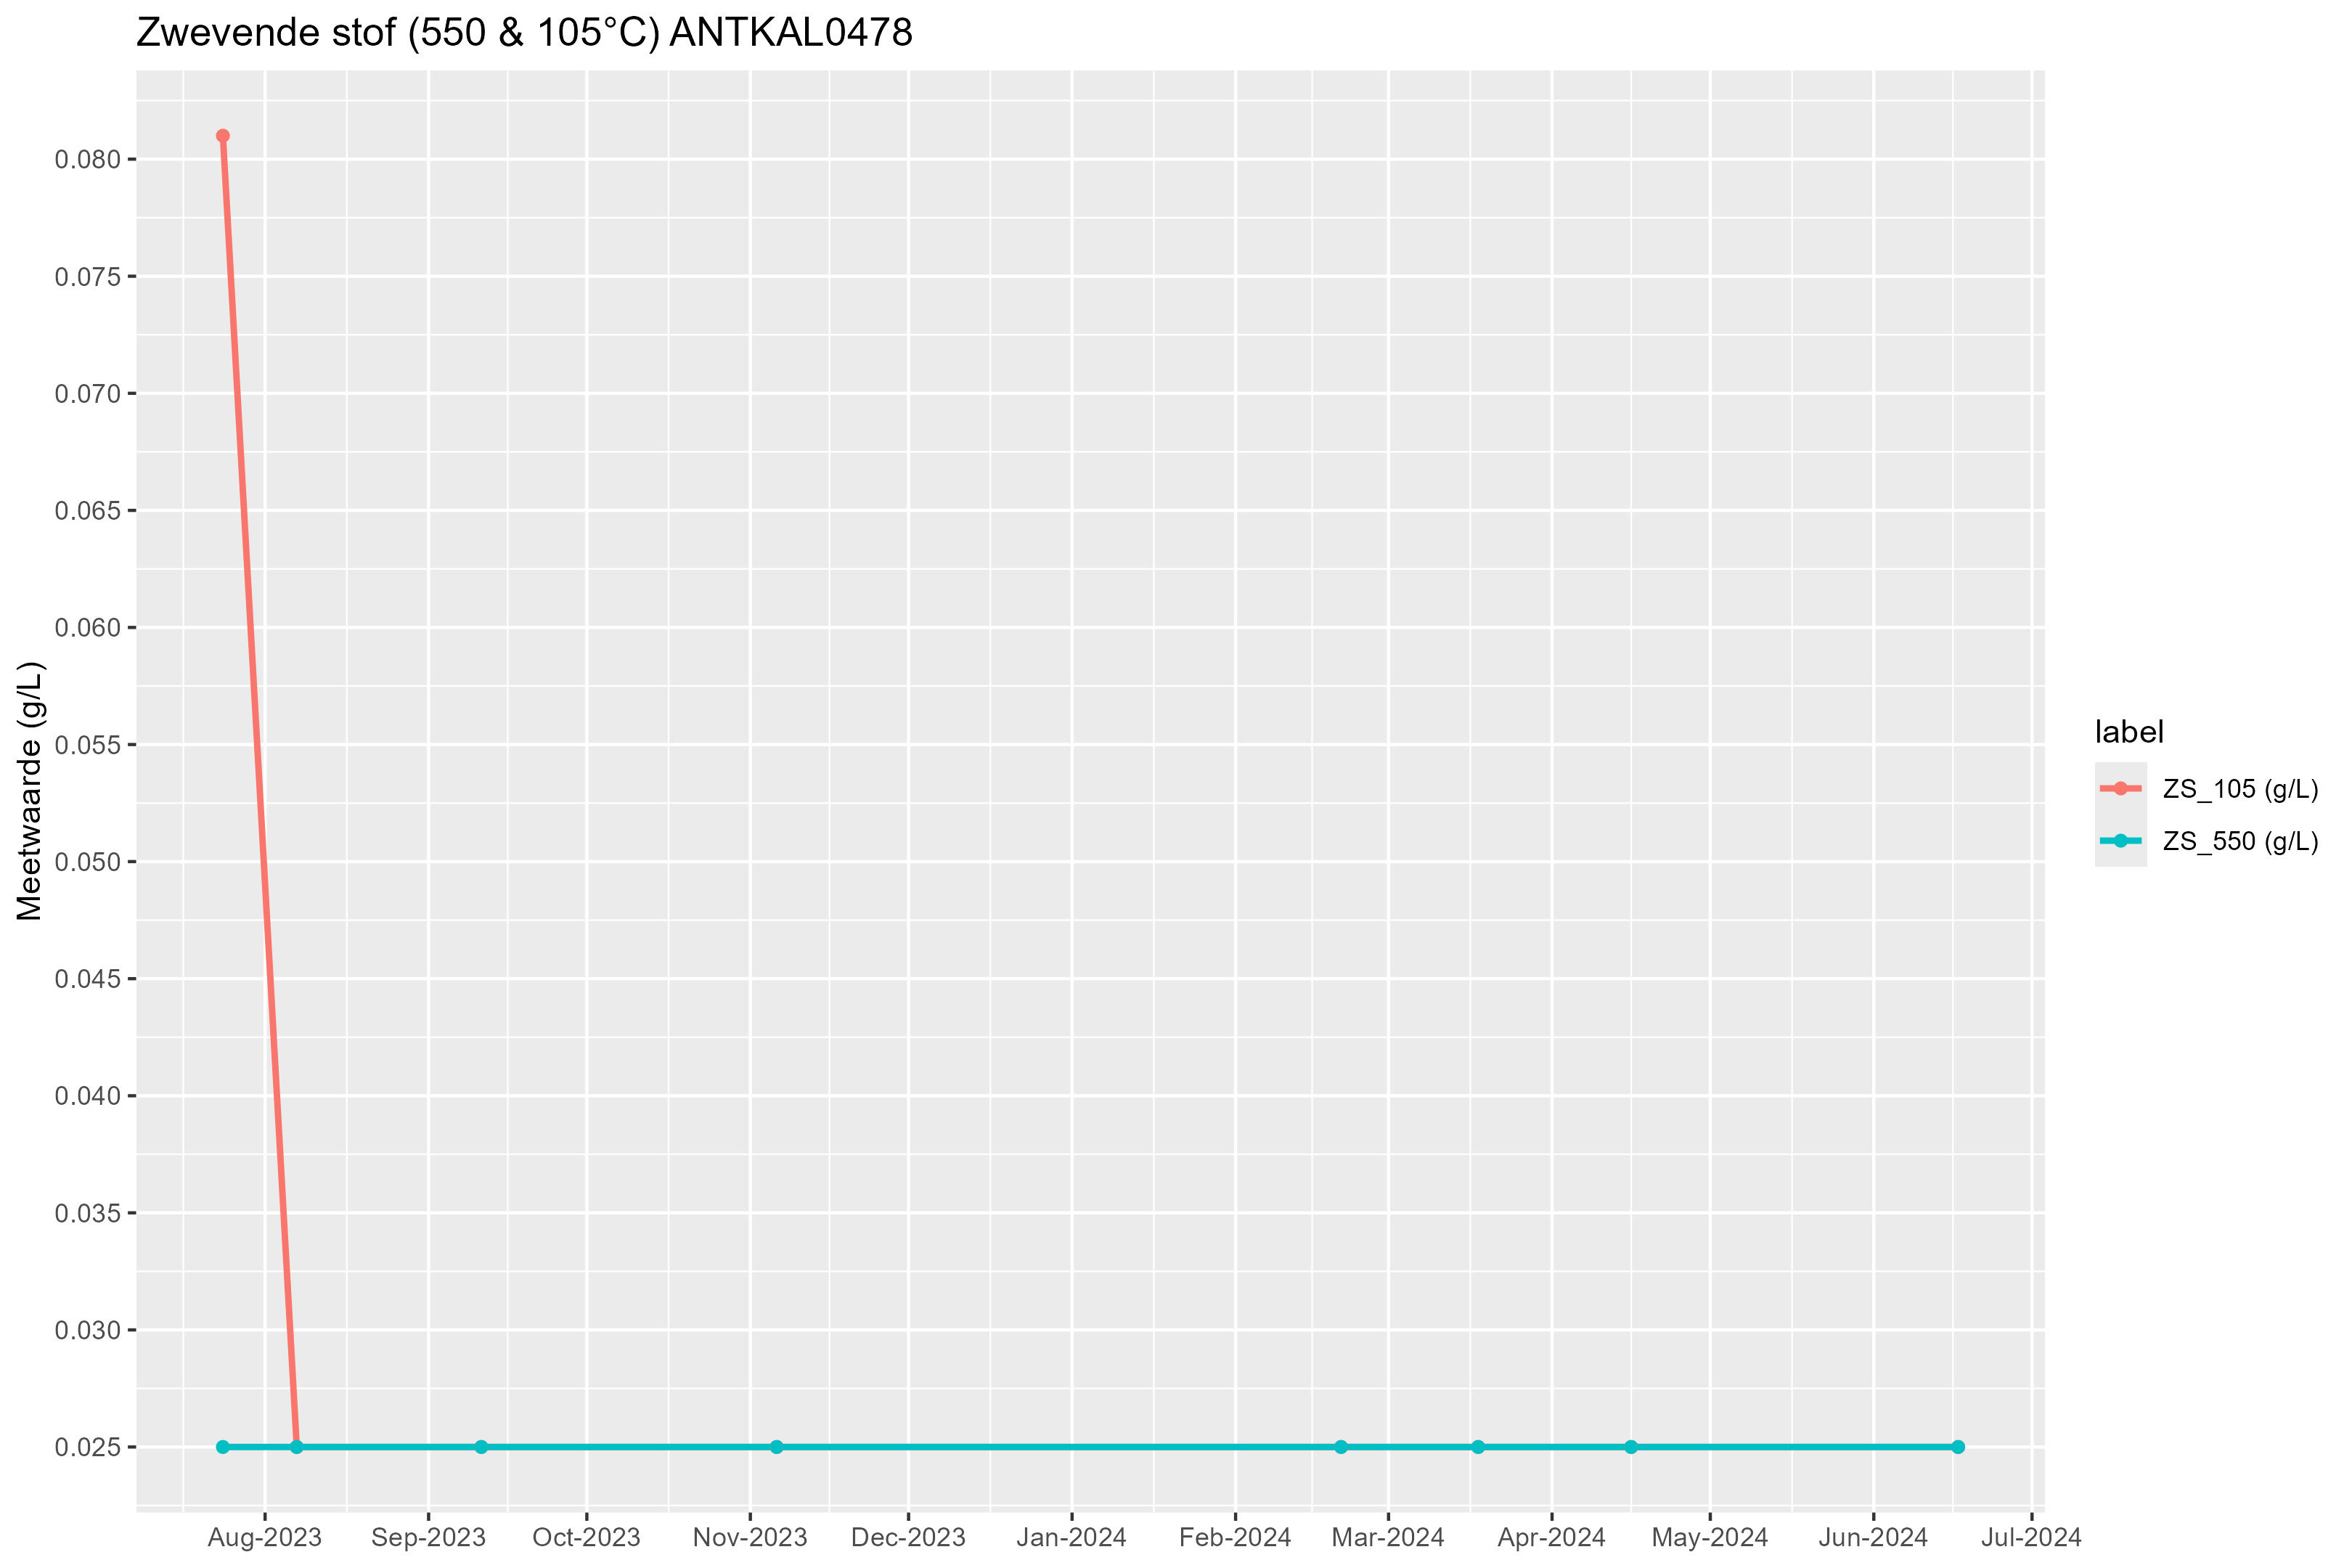 Zwevende stof (550 & 105°C) ANTKAL0478
Meetwaarde (g/L)
0.080
0.075
0.070
0.065
0.060
0.055
0.050
0.045
0.040
0.035
0.030
0.025
Aug-2023 Sep-2023 Oct-2023 Nov-2023 Dec-2023 Jan-2024 Feb-2024 Mar-2024 Apr-2024 May-2024 Jun-2024 Jul-2024
label
ZS_105 (g/L)
ZS_550 (g/L)